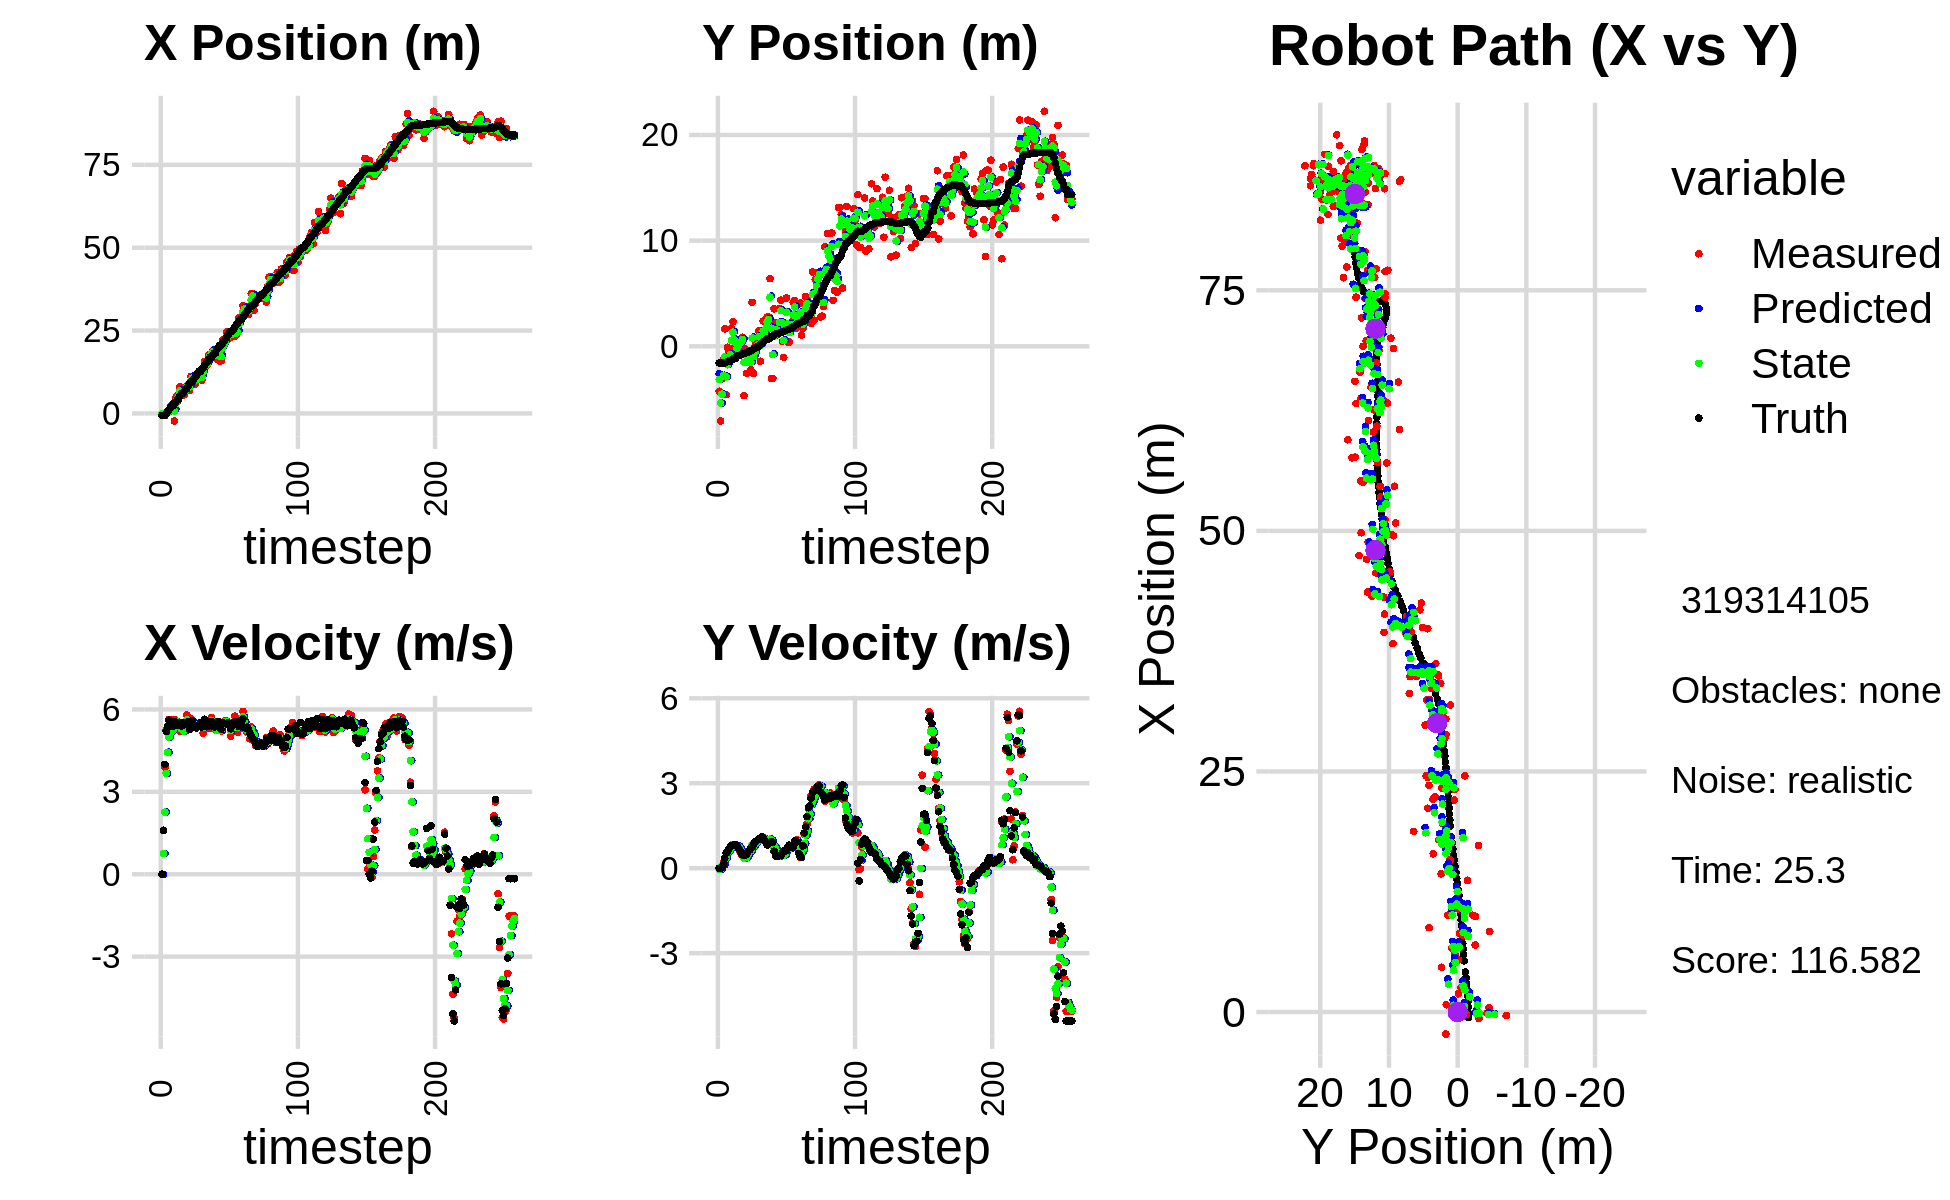 X Position (m)
75
50
25
0
0
100
200
timestep
Y Position (m)
20
10
0
0
100
200
timestep
X Velocity (m/s)
6
3
0
-3
0
100
200
timestep
Y Velocity (m/s)
6
3
0
-3
0
100
200
timestep
Robot Path (X vs Y)
X Position (m)
75
50
25
0
20 10 0 -10 -20
Y Position (m)
variable
Measured
Predicted
State
Truth
319314105
Obstacles: none
Noise: realistic
Time: 25.3
Score: 116.582